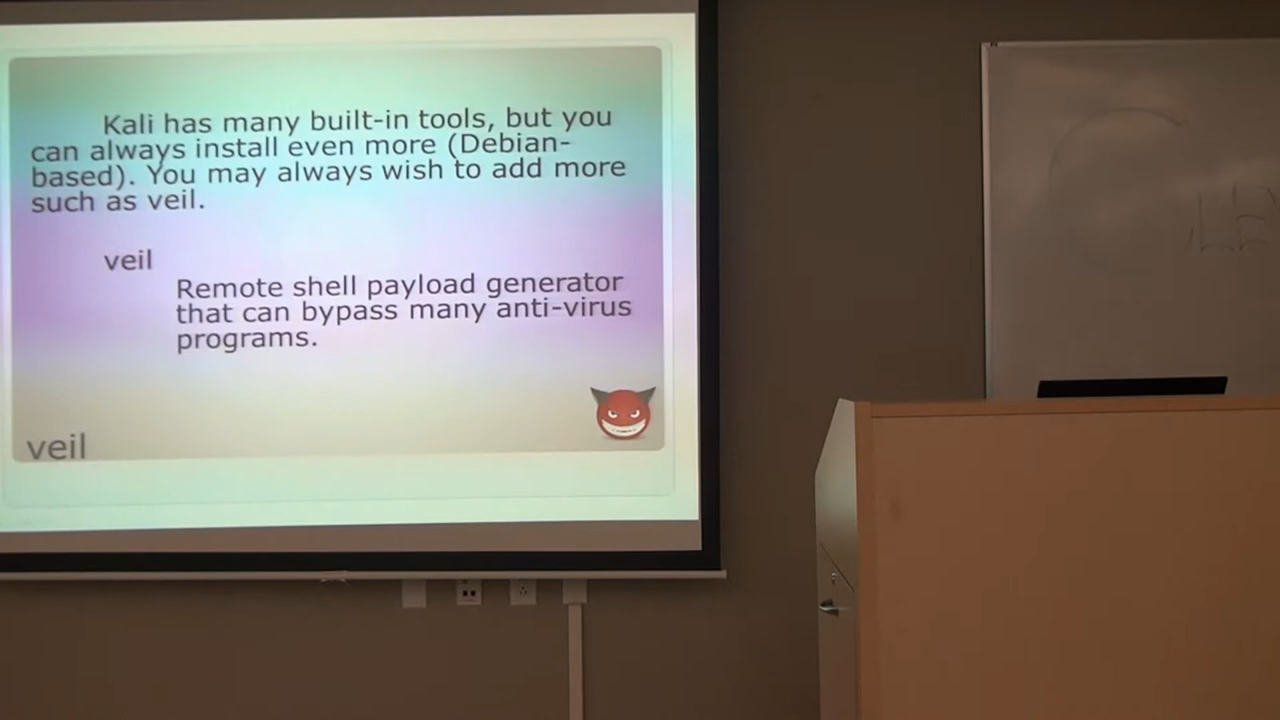 Kali has many built-in tools, but you
can always install even more (Debian-
based). You may always wish to add more
such as veil.
veil
Remote shell payload generator
that can bypass many anti-virus
programs.
veil